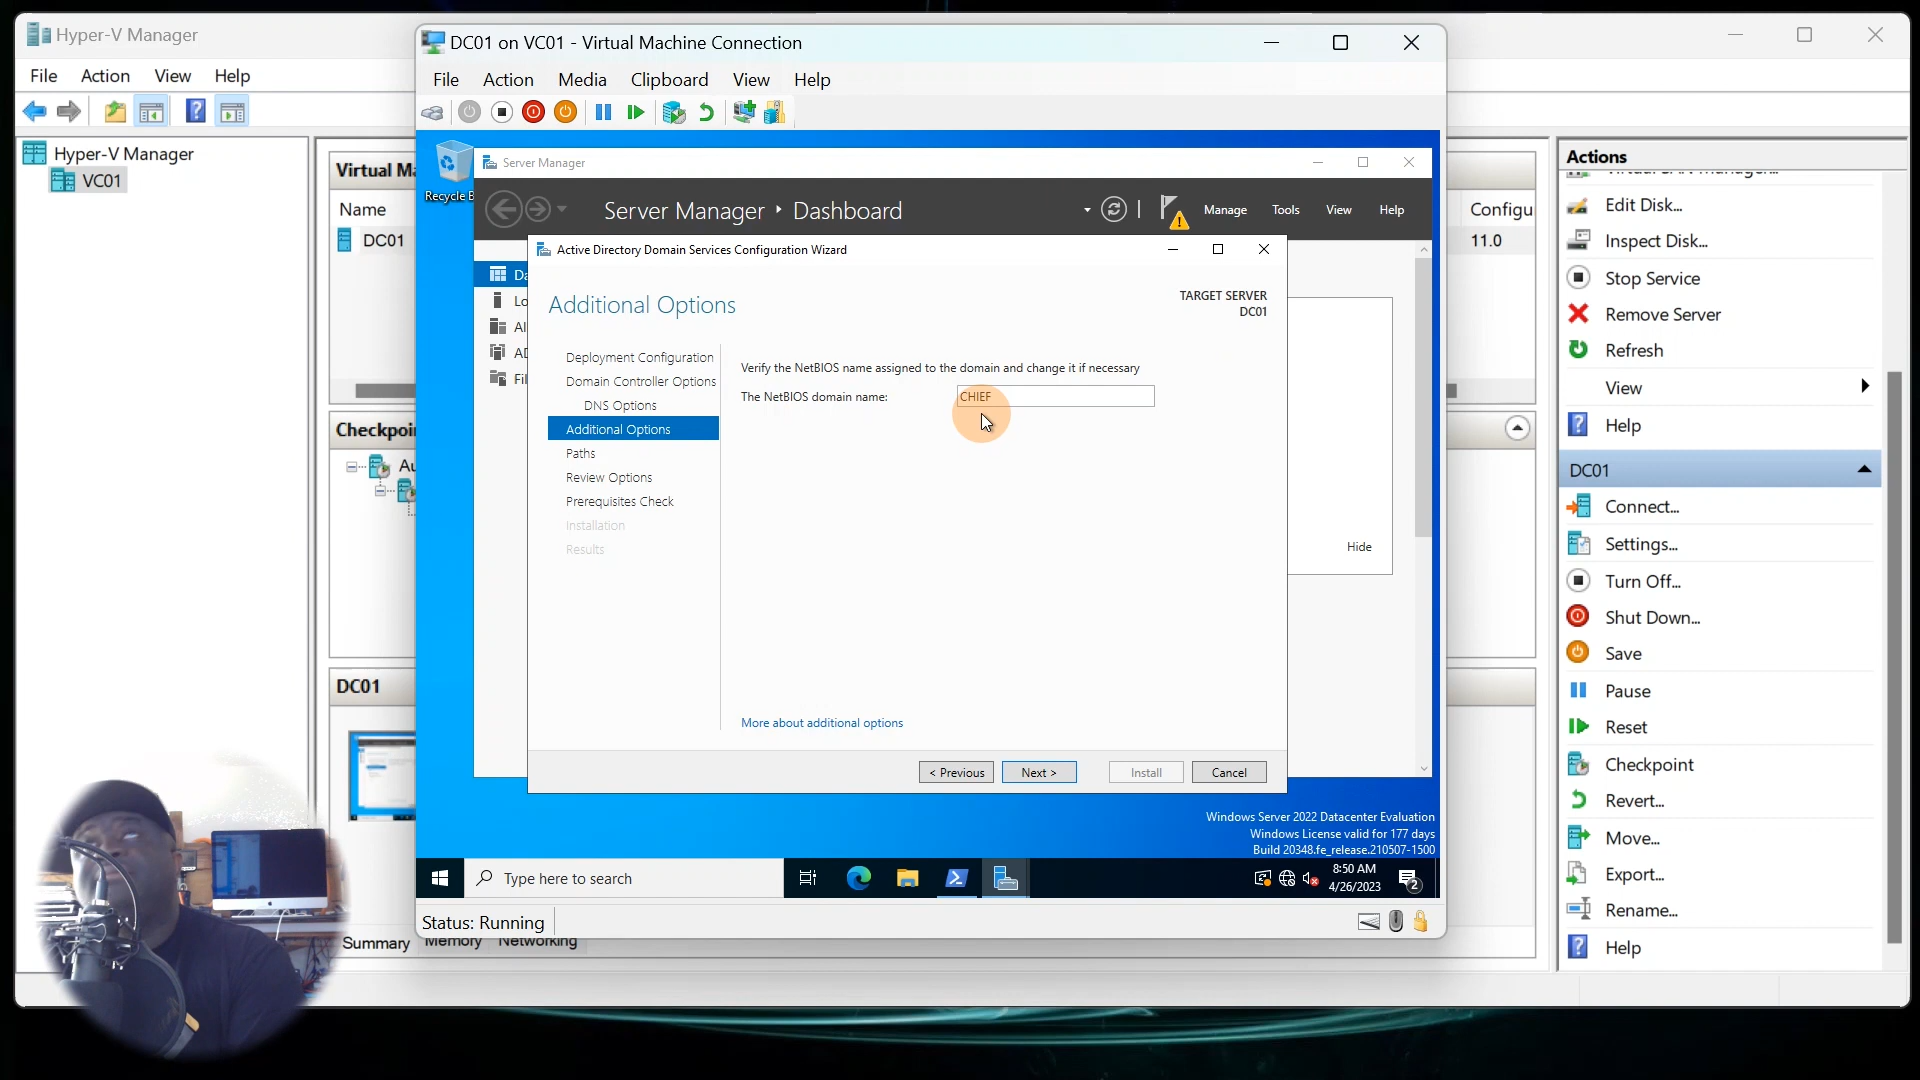 Hyper-V Manager
File Action View Help
Hyper-V Manager
VC01
Name
DC01
DC01
Summary Memory Networking
DC01 on VC01 - Virtual Machine Connection
File Action Media Clipboard View Help
Server Manager
Server Manager Dashboard
Manage Tools View Help
Active Directory Domain Services Configuration Wizard
Additional Options
TARGET SERVER
DC01
Deployment Configuration
Domain Controller Options
DNS Options
Additional Options
Paths
Review Options
Prerequisites Check
Installation
Results
Verify the NetBIOS name assigned to the domain and change it if necessary
The NetBIOS domain name: CHIEF
More about additional options
< Previous Next > Install Cancel
Hide
Windows Server 2022 Datacenter Evaluation
Windows License valid for 177 days
Build 20348.fe_release.210507-1500
Type here to search
8:50 AM
4/26/2023
2
Status: Running
11.0
Actions
Edit Disk...
Inspect Disk...
Stop Service
Remove Server
Refresh
View
Help
DC01
Connect...
Settings...
Turn Off...
Shut Down...
Save
Pause
Reset
Checkpoint
Revert...
Move...
Export...
Rename...
Help